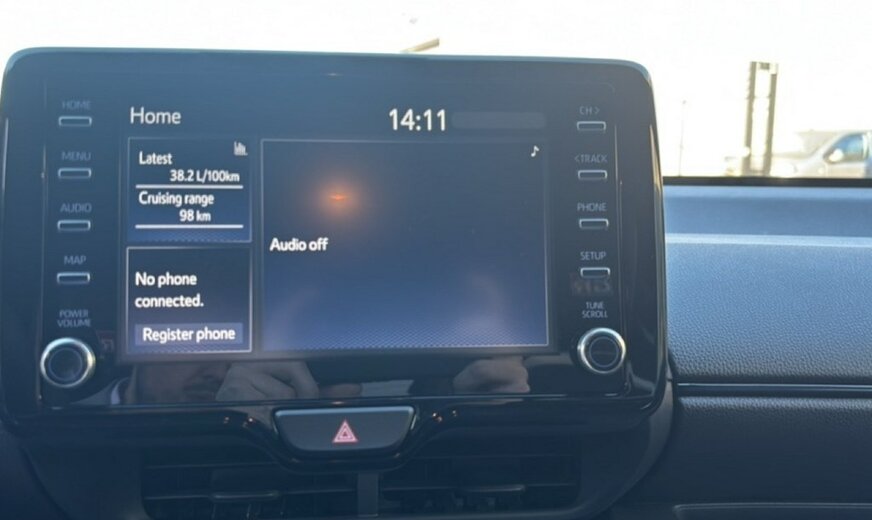 HOME
MENU
AUDIO
MAP
POWER
VOLUME
Home
14:11
Latest
38.2 L/100km
Cruising range
98 km
No phone
connected.
Register phone
Audio off
CH >
< TRACK
PHONE
SETUP
TUNE
SCROLL